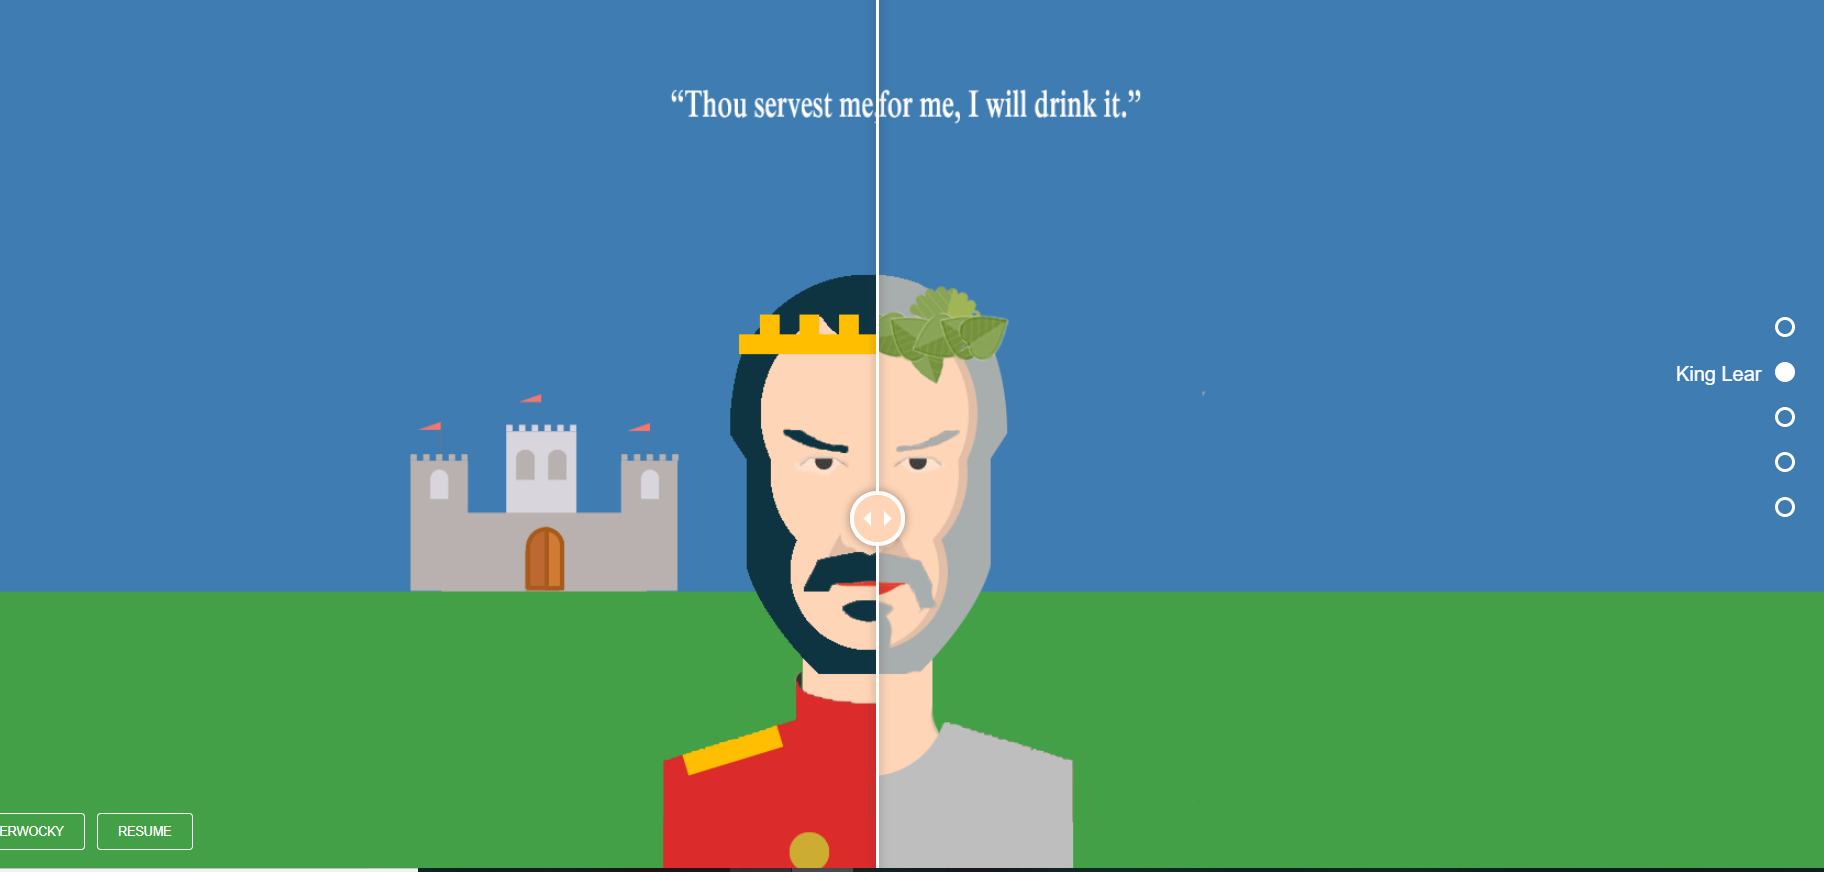 “Thou servest me,for me, I will drink it.”
King Lear
ERWOCKY
RESUME